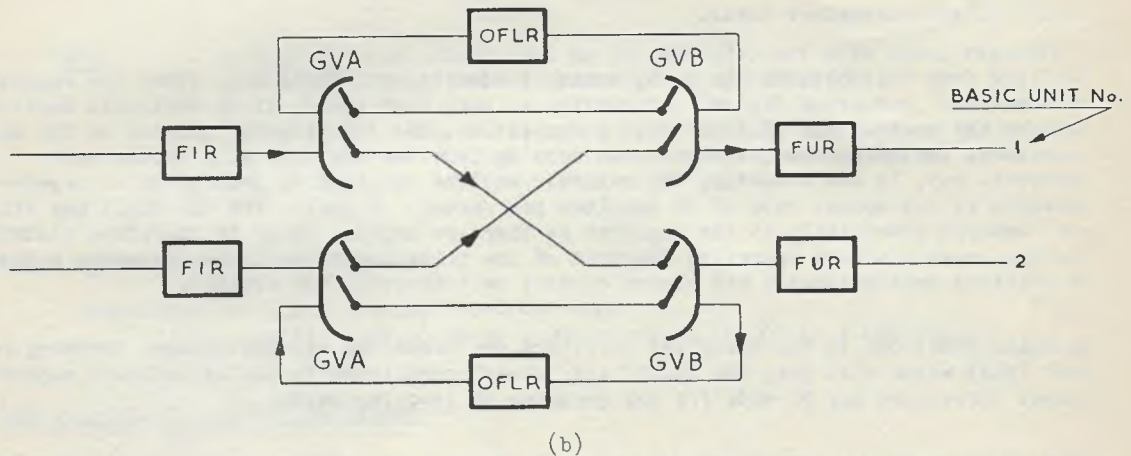 OFLR
GVA
GVB
BASIC UNIT No.
FIR
FUR
1
FIR
FUR
2
GVA
GVB
OFLR
(b)